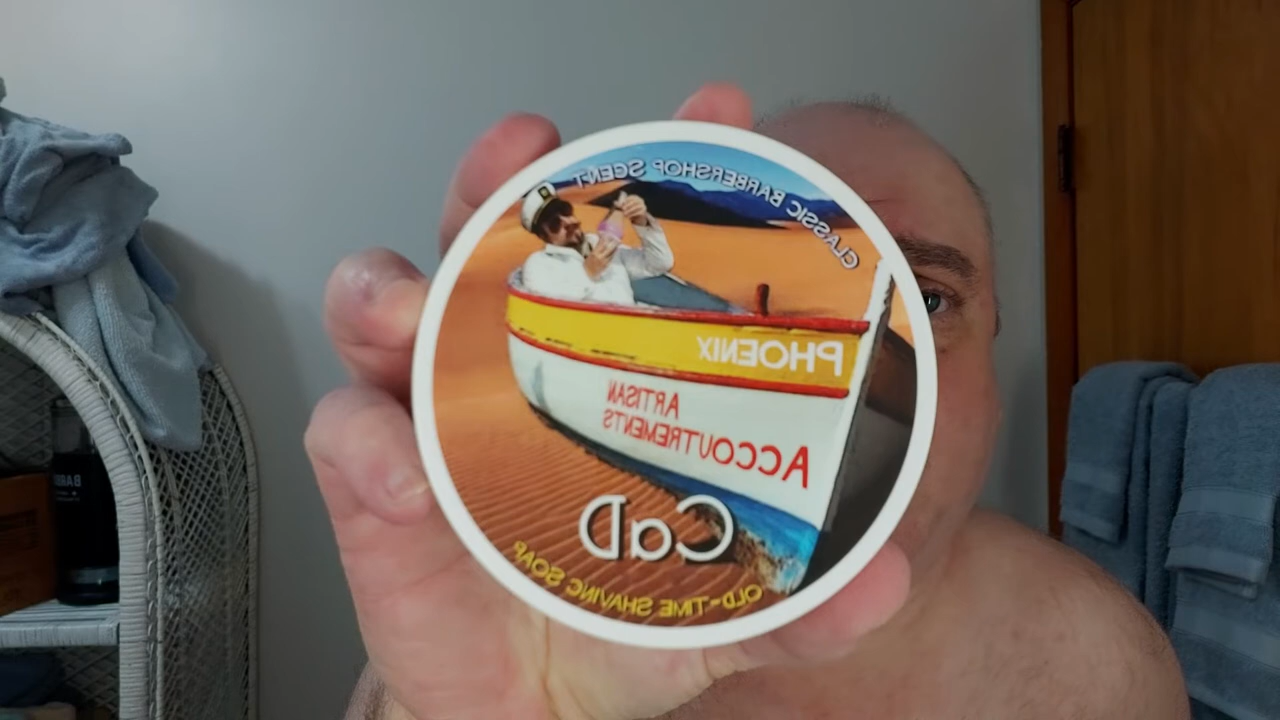 CLASSIC BARBERSHOP SCENT
PHOENIX
ARTISAN
ACCOUTREMENTS
CaD
OLD-TIME SHAVING SOAP